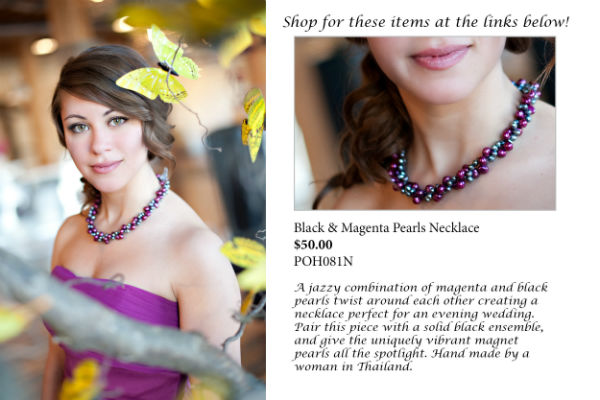 Shop for these items at the links below!
Black & Magenta Pearls Necklace
$50.00
POH081N
A jazzy combination of magenta and black
pearls twist around each other creating a
necklace perfect for an evening wedding.
Pair this piece with a solid black ensemble,
and give the uniquely vibrant magnet
pearls all the spotlight. Hand made by a
woman in Thailand.